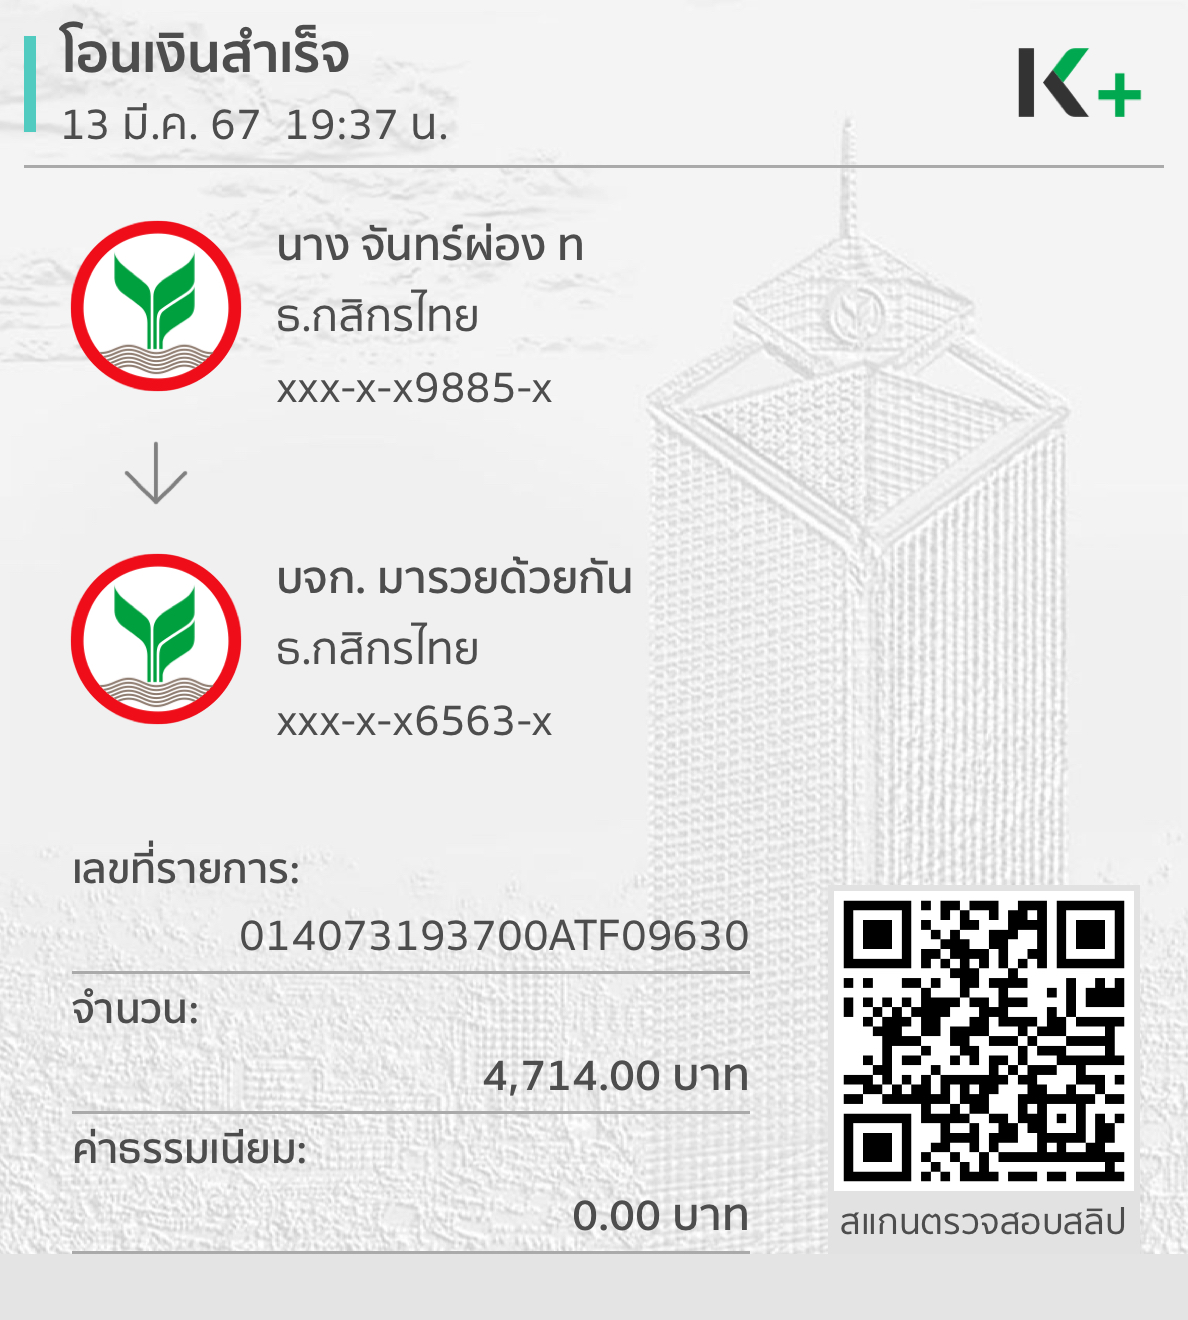 โอนเงินสำเร็จ
13 มี.ค. 67 19:37 น.
K+
นาง จันทร์ผ่อง ท
ธ.กสิกรไทย
xxx-x-x9885-x
บจก. มารวยด้วยกัน
ธ.กสิกรไทย
xxx-x-x6563-x
เลขที่รายการ:
014073193700ATF09630
จำนวน:
4,714.00 บาท
ค่าธรรมเนียม:
0.00 บาท
สแกนตรวจสอบสลิป